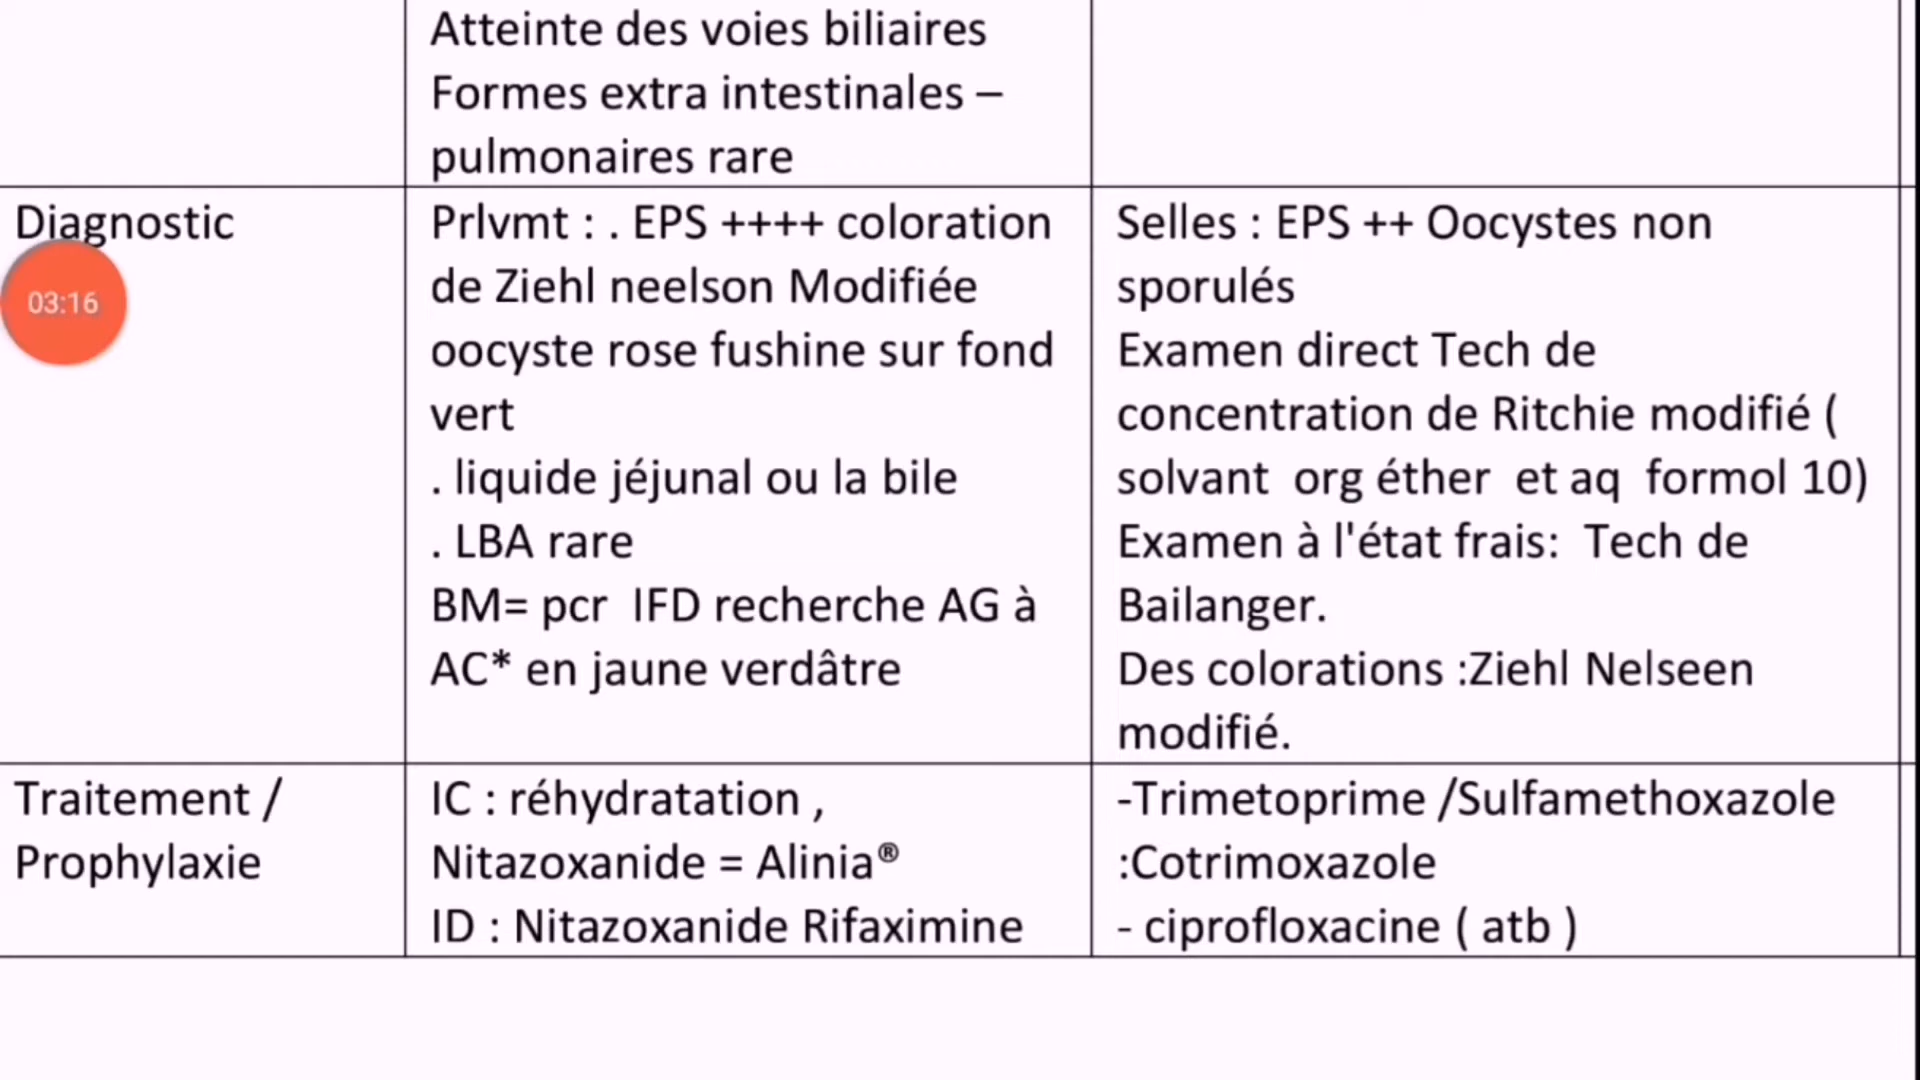 Atteinte des voies biliaires
Formes extra intestinales –
pulmonaires rare
Diagnostic
03:16
Prlvmt : . EPS ++++ coloration
de Ziehl neelson Modifiée
oocyste rose fushine sur fond
vert
. liquide jéjunal ou la bile
. LBA rare
BM= pcr  IFD recherche AG à
AC* en jaune verdâtre
Selles : EPS ++ Oocystes non
sporulés
Examen direct Tech de
concentration de Ritchie modifié (
solvant  org éther  et aq  formol 10)
Examen à l'état frais:  Tech de
Bailanger.
Des colorations :Ziehl Nelseen
modifié.
Traitement /
Prophylaxie
IC : réhydratation ,
Nitazoxanide = Alinia®
ID : Nitazoxanide Rifaximine
-Trimetoprime /Sulfamethoxazole
:Cotrimoxazole
- ciprofloxacine ( atb )